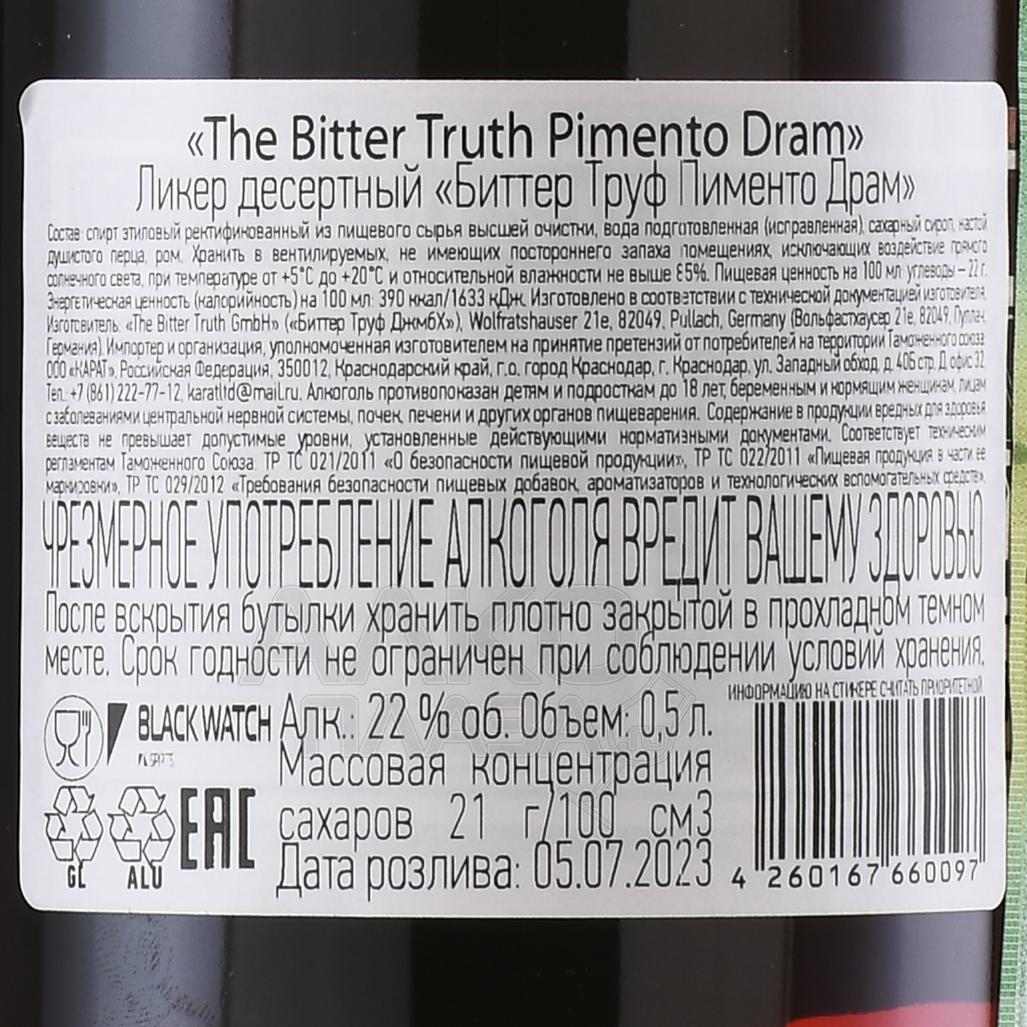 «The Bitter Truth Pimento Dram»
Ликер десертный «Биттер Труф Пименто Драм»
Состав: спирт этиловый ректификованный из пищевого сырья высшей очистки, вода подготовленная (исправленная), сахарный сироп, настой
душистого перца, ром. Хранить в вентилируемых, не имеющих постороннего запаха помещениях, исключающих воздействие прямого
солнечного света, при температуре от +5°С до +20°С и относительной влажности не выше 85%. Пищевая ценность на 100 мл: углеводы – 22 г.
Энергетическая ценность (калорийность) на 100 мл: 390 ккал/1633 кДж. Изготовлено в соответствии с технической документацией изготовителя.
Изготовитель: «The Bitter Truth GmbH» («Биттер Труф ДжмбХ»), Wolfratshauser 21e, 82049, Pullach, Germany (Вольфастхаусер 21е, 82049, Пуллах,
Германия). Импортер и организация, уполномоченная изготовителем на принятие претензий от потребителей на территории Таможенного союза:
ООО «КАРАТ», Российская Федерация, 350012, Краснодарский край, г.о. город Краснодар, г. Краснодар, ул. Западный обход, д. 40Б стр. Д офис 32
Тел.: +7 (861) 222-77-12, karatltd@mail.ru. Алкоголь противопоказан детям и подросткам до 18 лет, беременным и кормящим женщинам, лицам
с заболеваниями центральной нервной системы, почек, печени и других органов пищеварения. Содержание в продукции вредных для здоровья
веществ не превышает допустимые уровни, установленные действующими нормативными документами. Соответствует техническим
регламентам Таможенного Союза: ТР ТС 021/2011 «О безопасности пищевой продукции», ТР ТС 022/2011 «Пищевая продукция в части ее
маркировки», ТР ТС 029/2012 «Требования безопасности пищевых добавок, ароматизаторов и технологических вспомогательных средств».
ЧРЕЗМЕРНОЕ УПОТРЕБЛЕНИЕ АЛКОГОЛЯ ВРЕДИТ ВАШЕМУ ЗДОРОВЬЮ
После вскрытия бутылки хранить плотно закрытой в прохладном темном
месте. Срок годности не ограничен при соблюдении условий хранения.
ИНФОРМАЦИЮ НА СТИКЕРЕ СЧИТАТЬ ПРИОРИТЕТНОЙ
BLACK WATCH
Алк.: 22 % об. Объем: 0,5 л.
Массовая концентрация
сахаров 21 г/100 см3
Дата розлива: 05.07.2023
GL ALU EAC
4 260167 660097